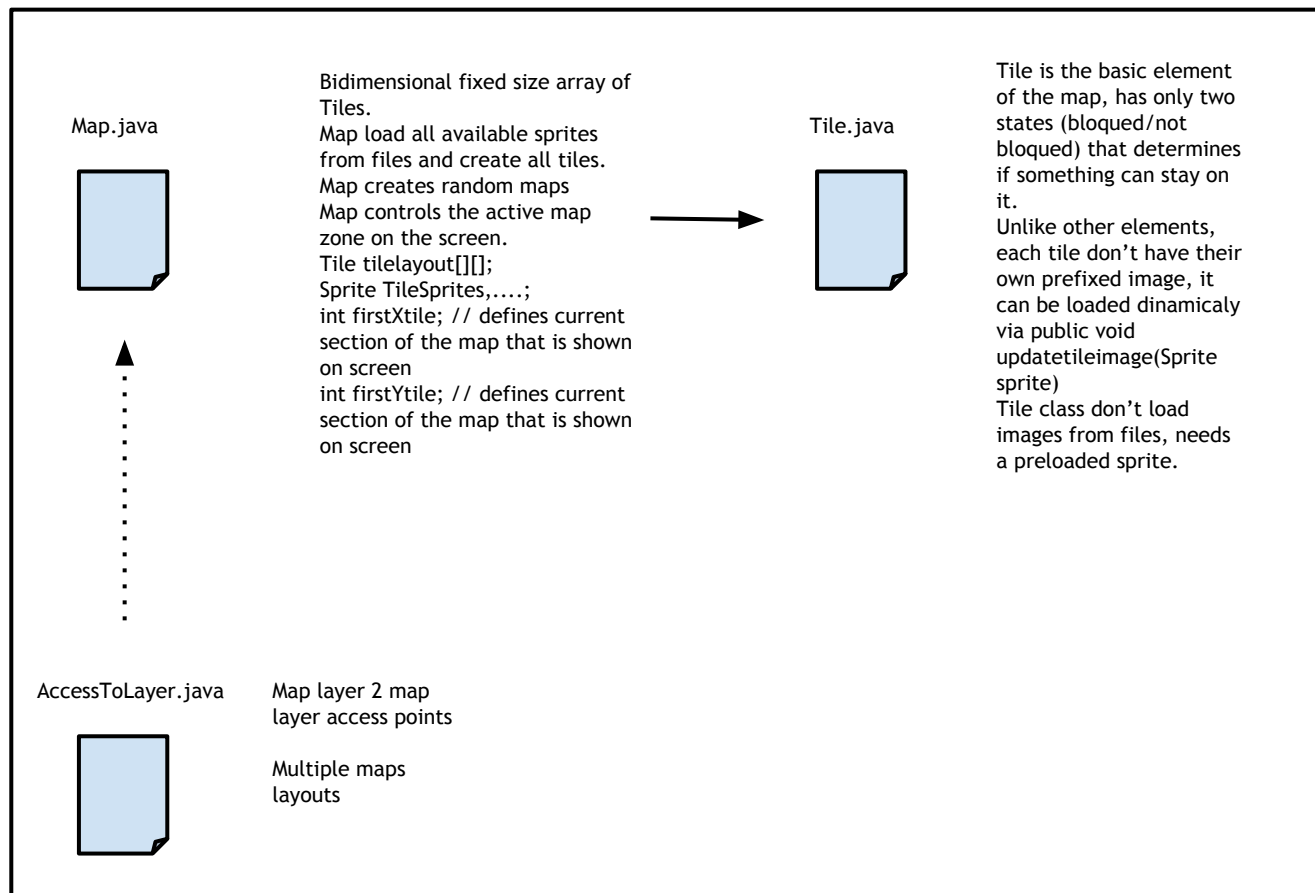 Map.java
Bidimensional fixed size array of
Tiles.
Map load all available sprites
from files and create all tiles.
Map creates random maps
Map controls the active map
zone on the screen.
Tile tilelayout[][];
Sprite TileSprites,....;
int firstXtile; // defines current
section of the map that is shown
on screen
int firstYtile; // defines current
section of the map that is shown
on screen
Tile.java
Tile is the basic element
of the map, has only two
states (bloqued/not
bloqued) that determines
if something can stay on
it.
Unlike other elements,
each tile don't have their
own prefixed image, it
can be loaded dinamicaly
via public void
updatetileimage(Sprite
sprite)
Tile class don't load
images from files, needs
a preloaded sprite.
AccessToLayer.java
Map layer 2 map
layer access points
Multiple maps
layouts